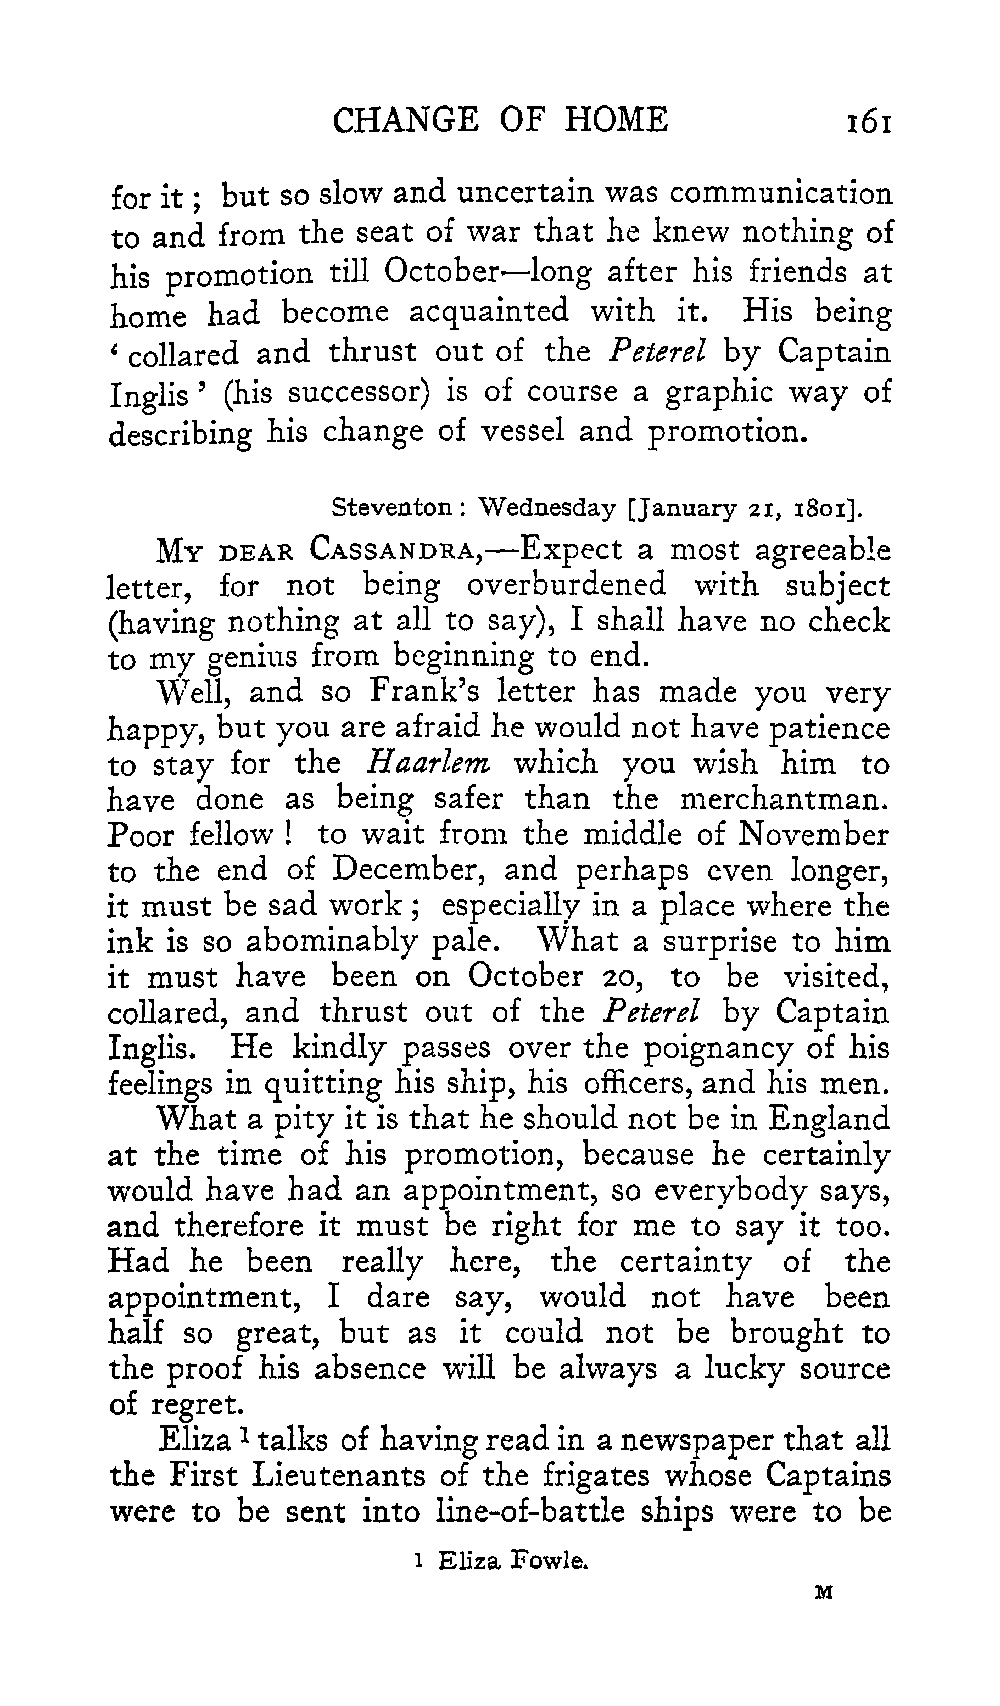 CHANGE OF HOME 161
for it ; but so slow and uncertain was communication
to and from the seat of war that he knew nothing of
his promotion till October—long after his friends at
home had become acquainted with it. His being
‘ collared and thrust out of the Peterel by Captain
Inglis ’ (his successor) is of course a graphic way of
describing his change of vessel and promotion.
Steventon : Wednesday [January 21, 1801].
MY DEAR CASSANDRA,—Expect a most agreeable
letter, for not being overburdened with subject
(having nothing at all to say), I shall have no check
to my genius from beginning to end.
Well, and so Frank’s letter has made you very
happy, but you are afraid he would not have patience
to stay for the Haarlem which you wish him to
have done as being safer than the merchantman.
Poor fellow ! to wait from the middle of November
to the end of December, and perhaps even longer,
it must be sad work ; especially in a place where the
ink is so abominably pale. What a surprise to him
it must have been on October 20, to be visited,
collared, and thrust out of the Peterel by Captain
Inglis. He kindly passes over the poignancy of his
feelings in quitting his ship, his officers, and his men.
What a pity it is that he should not be in England
at the time of his promotion, because he certainly
would have had an appointment, so everybody says,
and therefore it must be right for me to say it too.
Had he been really here, the certainty of the
appointment, I dare say, would not have been
half so great, but as it could not be brought to
the proof his absence will be always a lucky source
of regret.
Eliza 1 talks of having read in a newspaper that all
the First Lieutenants of the frigates whose Captains
were to be sent into line-of-battle ships were to be
1 Eliza Fowle.
M